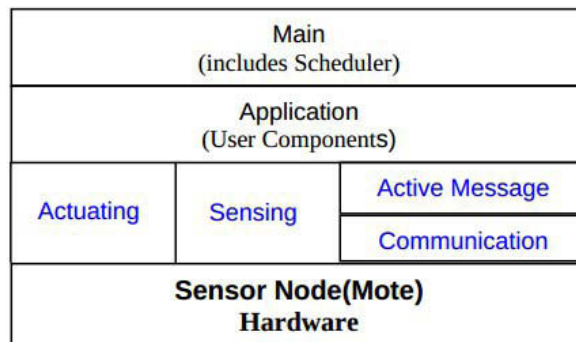 Main
(includes Scheduler)
Application
(User Components)
Actuating
Sensing
Active Message
Communication
Sensor Node(Mote)
Hardware